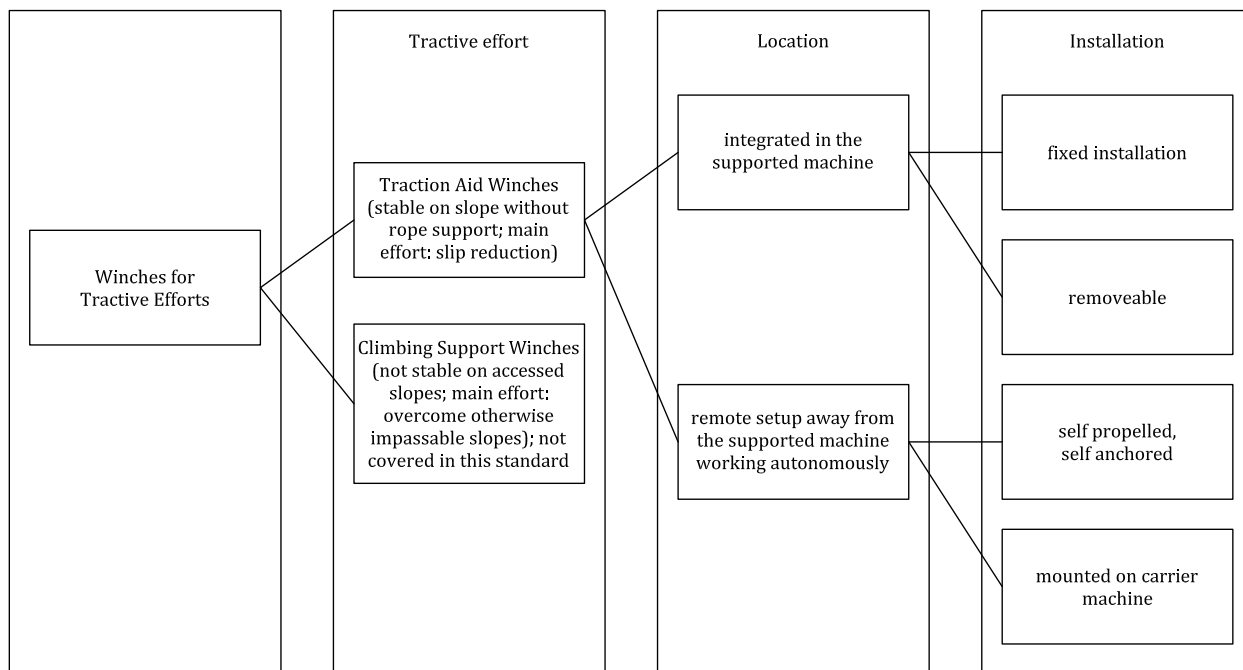 Tractive effort
Location
Installation
Winches for
Tractive Efforts
Traction Aid Winches
(stable on slope without
rope support; main
effort: slip reduction)
Climbing Support Winches
(not stable on accessed
slopes; main effort:
overcome otherwise
impassable slopes); not
covered in this standard
integrated in the
supported machine
remote setup away from
the supported machine
working autonomously
fixed installation
removeable
self propelled,
self anchored
mounted on carrier
machine